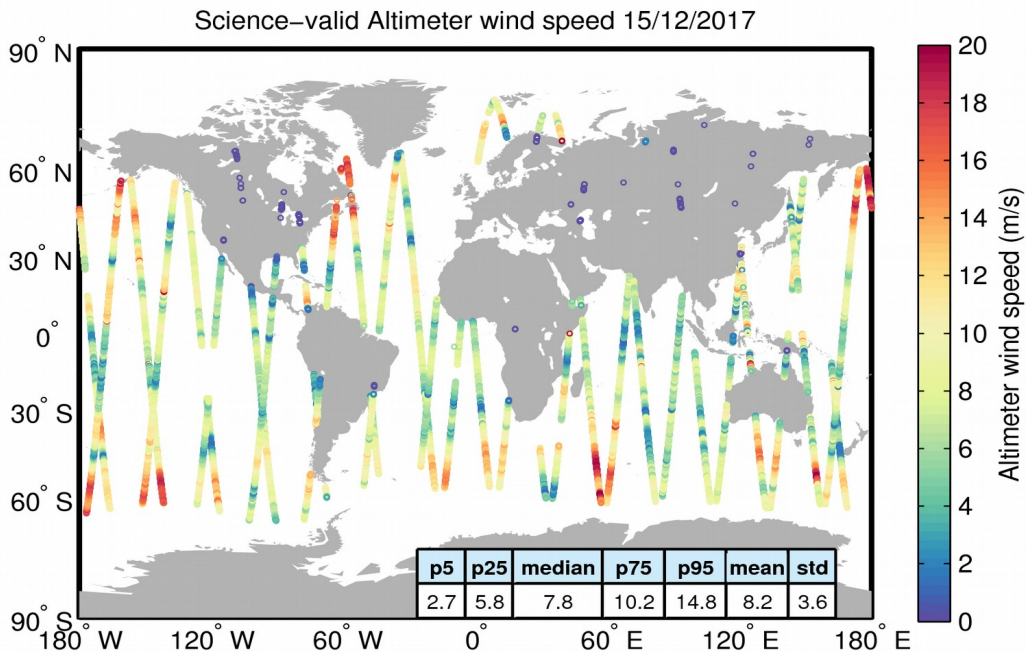 Science−valid Altimeter wind speed 15/12/2017
90° N
60° N
30° N
0°
30° S
60° S
90° S
180° W
120° W
60° W
0°
60° E
120° E
180° E
p5 p25 median p75 p95 mean std
2.7 5.8 7.8 10.2 14.8 8.2 3.6
20
18
16
14
12
10
8
6
4
2
0
Altimeter wind speed (m/s)